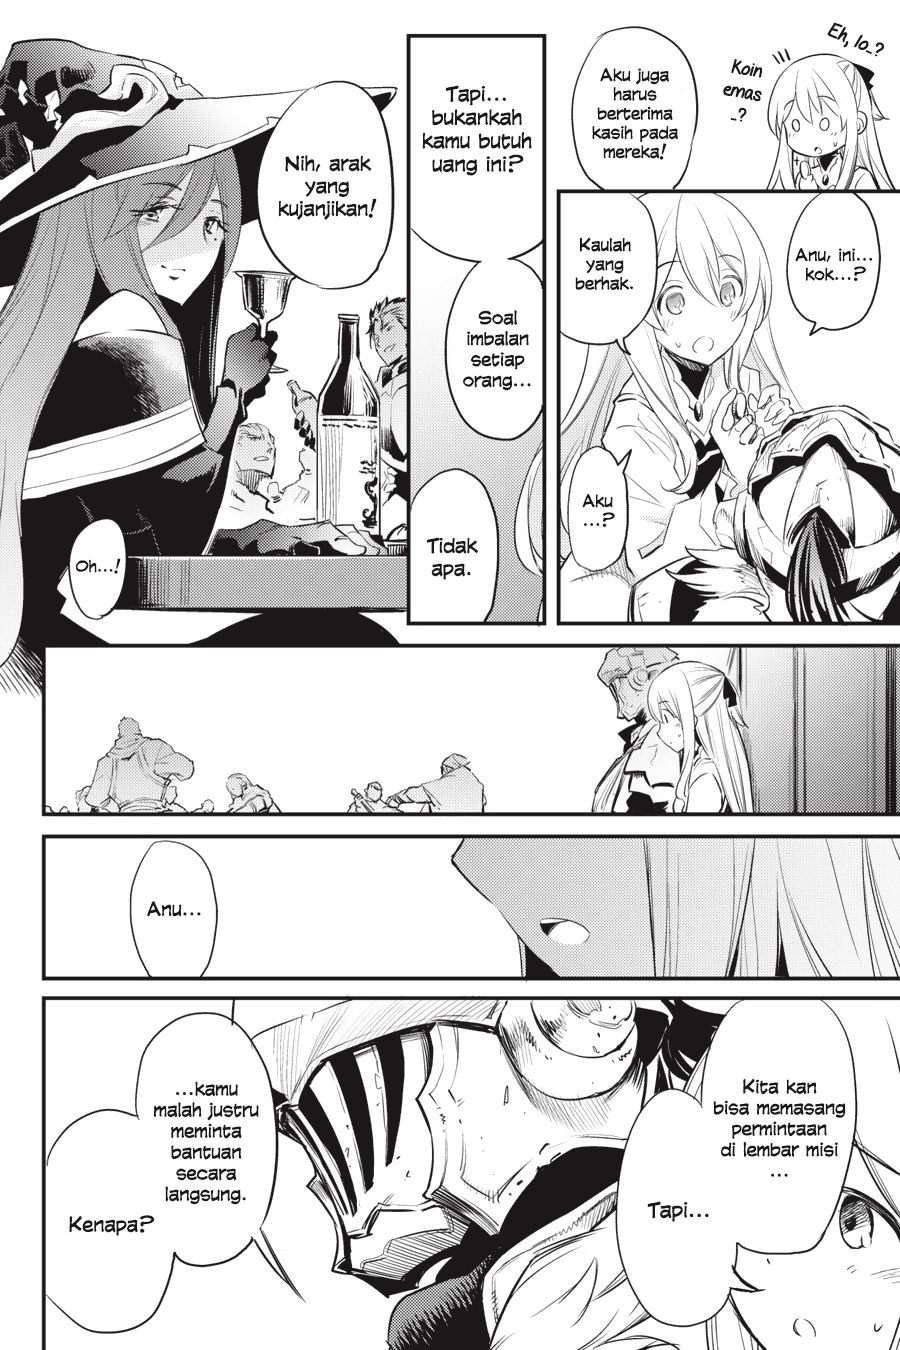 Eh, lo..?
Koin
emas
..?
Aku juga
harus
berterima
kasih pada
mereka!
Anu, ini...
kok...?
Kaulah
yang
berhak.
Aku
...?
Tapi...
bukankah
kamu butuh
uang ini?
Soal
imbalan
setiap
orang...
Tidak
apa.
Nih, arak
yang
kujanjikan!
Oh...!
Anu...
Kita kan
bisa memasang
permintaan
di lembar misi
...
Tapi...
...kamu
malah justru
meminta
bantuan
secara
langsung.
Kenapa?